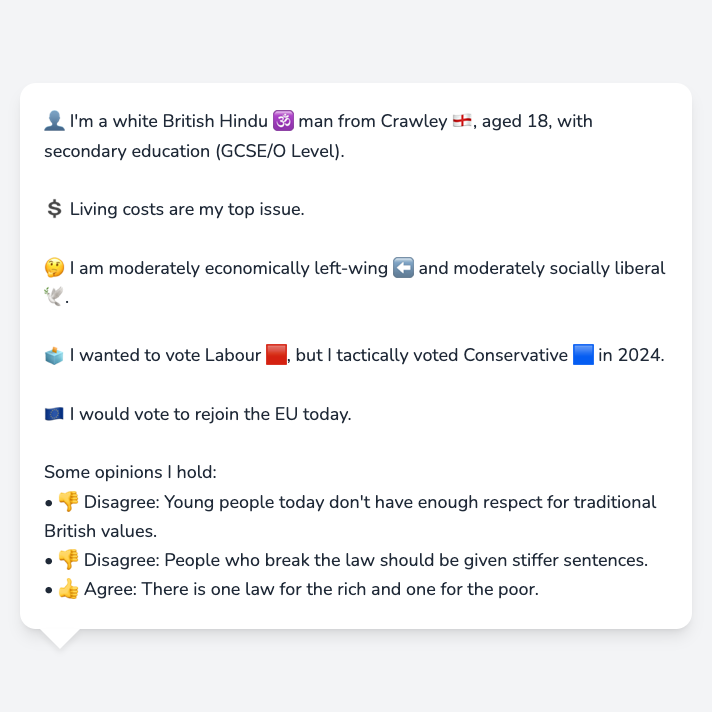 👤 I'm a white British Hindu 🕉️ man from Crawley 🏴󠁧󠁢󠁥󠁮󠁧󠁿, aged 18, with
secondary education (GCSE/O Level).
💲 Living costs are my top issue.
🤔 I am moderately economically left-wing ⬅️ and moderately socially liberal
🕊️.
🗳️ I wanted to vote Labour 🟥, but I tactically voted Conservative 🟦 in 2024.
🇪🇺 I would vote to rejoin the EU today.
Some opinions I hold:
• 👎 Disagree: Young people today don't have enough respect for traditional
British values.
• 👎 Disagree: People who break the law should be given stiffer sentences.
• 👍 Agree: There is one law for the rich and one for the poor.